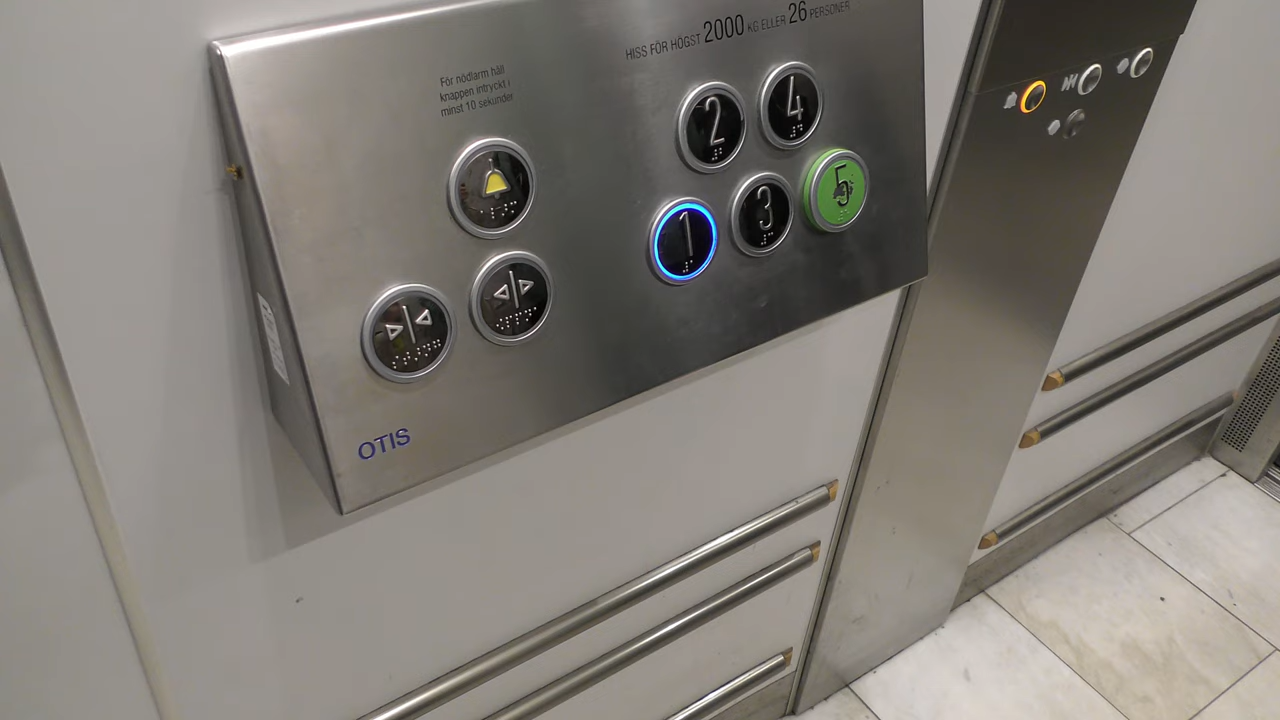 HISS FÖR HÖGST 2000 KG ELLER 26 PERSONER
För nödlarm håll
knappen intryckt i
minst 10 sekunder
2
4
1
3
5
OTIS